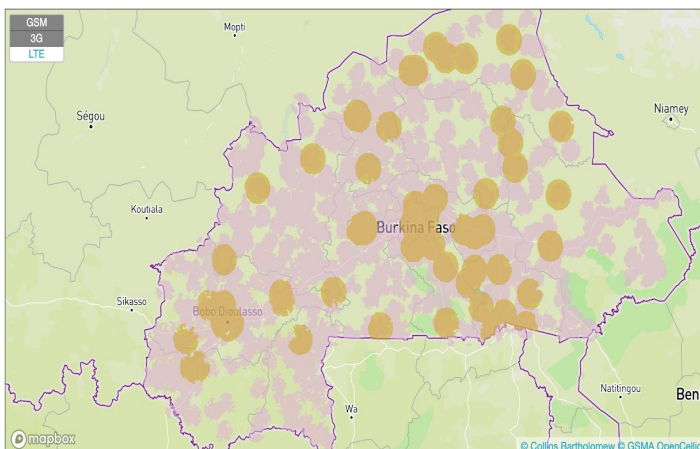 GSM
3G
LTE
Mopti
Niamey
Ségou
Koutiala
Burkina Faso
Sikasso
Bobo Dioulasso
Natitingou
Ben
Wa
mapbox
© Collins Bartholomew © GSMA OpenCellid